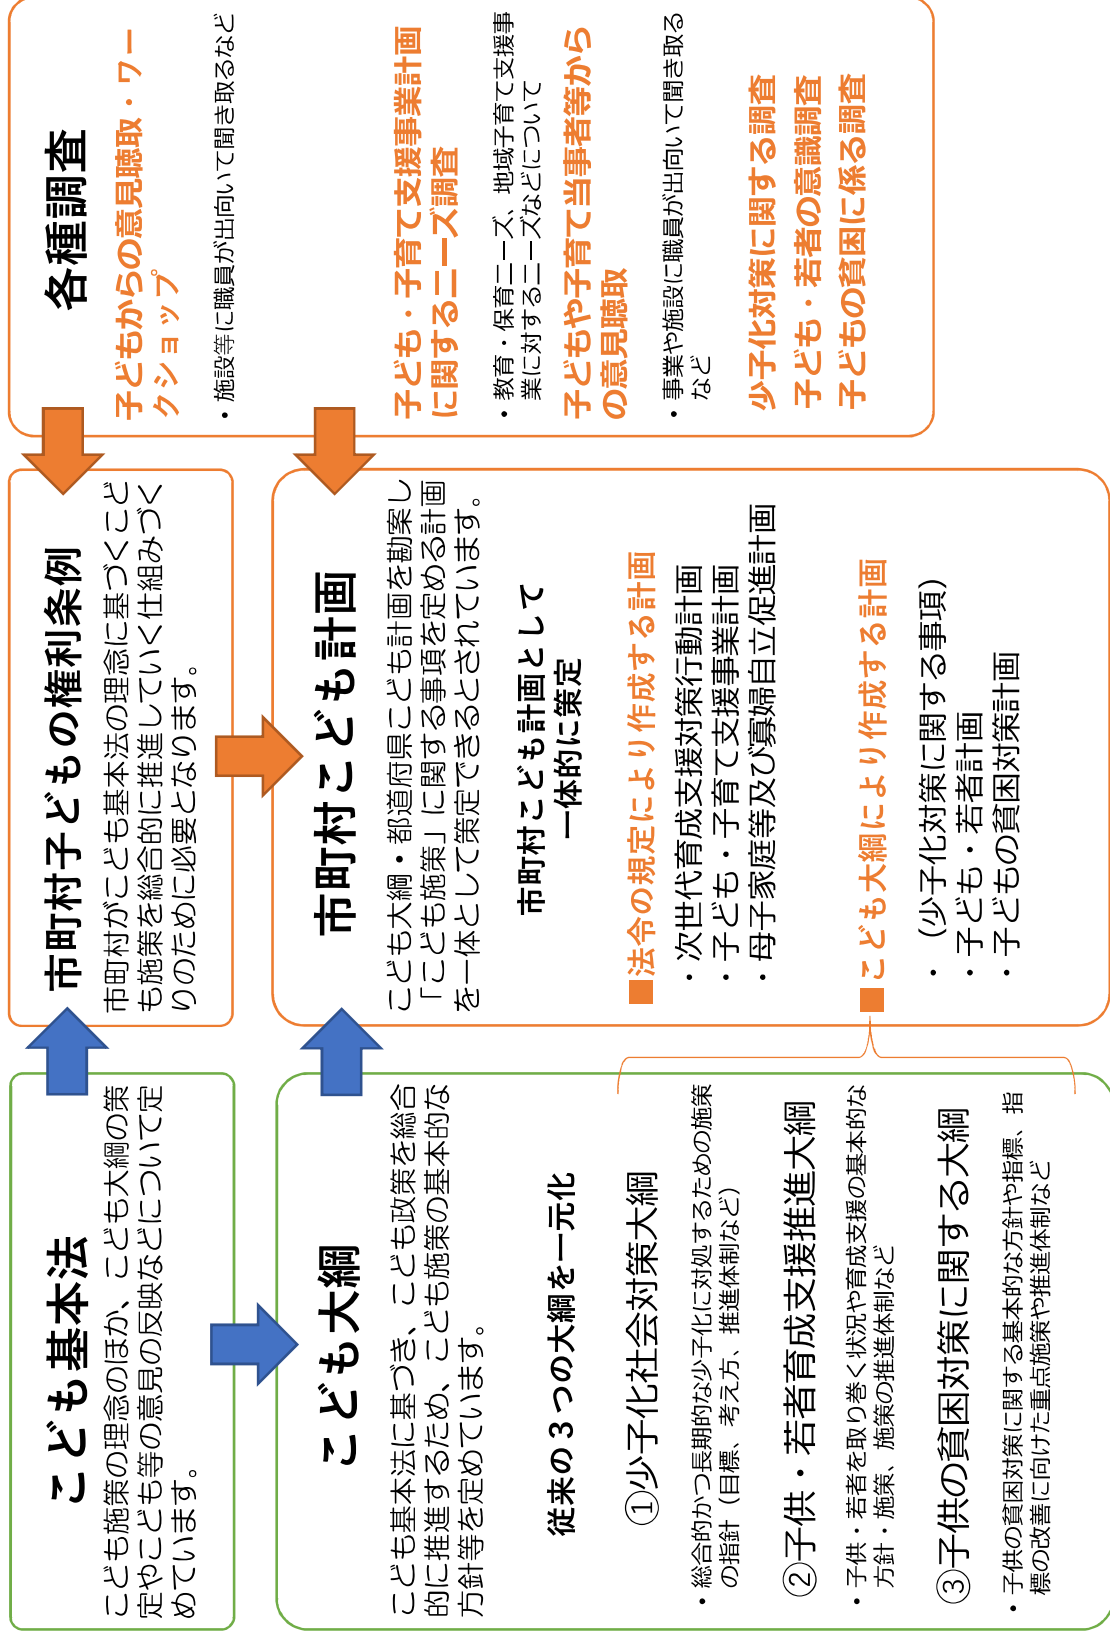 こども基本法
こども施策の理念のほか、こども大綱の策
定やこども等の意見の反映などについて定
めています。
こども大綱
こども基本法に基づき、こども政策を総合
的に推進するため、こども施策の基本的な
方針等を定めています。
従来の３つの大綱を一元化
①少子化社会対策大綱
・総合的かつ長期的な少子化に対処するための施策
の指針（目標、考え方、推進体制など）
②子供・若者育成支援推進大綱
・子供・若者を取り巻く状況や育成支援の基本的な
方針・施策、施策の推進体制など
③子供の貧困対策に関する大綱
・子供の貧困対策に関する基本的な方針や指標、指
標の改善に向けた重点施策や推進体制など
市町村子どもの権利条例
市町村がこども基本法の理念に基づくこど
も施策を総合的に推進していく仕組みづく
りのために必要となります。
市町村こども計画
こども大綱・都道府県こども計画を勘案し
「こども施策」に関する事項を定める計画
を一体として策定できるとされています。
市町村こども計画として
一体的に策定
■法令の規定により作成する計画
・次世代育成支援対策行動計画
・子ども・子育て支援事業計画
・母子家庭等及び寡婦自立促進計画
■こども大綱により作成する計画
・（少子化対策に関する事項）
・子ども・若者計画
・子どもの貧困対策計画
各種調査
子どもからの意見聴取・ワー
クショップ
・施設等に職員が出向いて聞き取るなど
子ども・子育て支援事業計画
に関するニーズ調査
・教育・保育ニーズ、地域子育て支援事
業に対するニーズなどについて
子どもや子育て当事者等から
の意見聴取
・事業や施設に職員が出向いて聞き取る
など
少子化対策に関する調査
子ども・若者の意識調査
子どもの貧困に係る調査